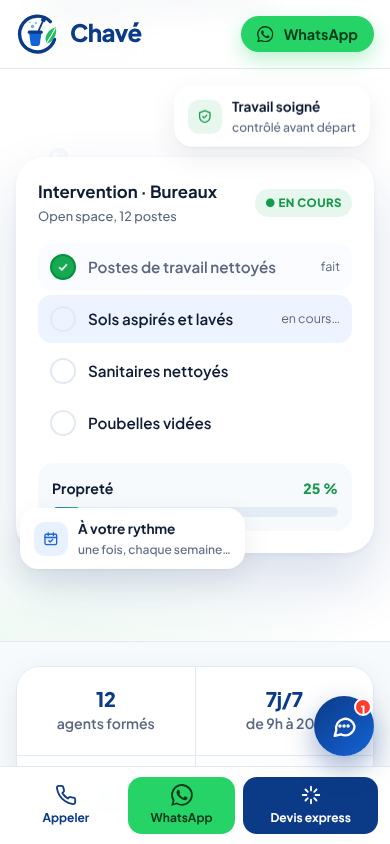 Chavé
WhatsApp
Travail soigné
contrôlé avant départ
Intervention · Bureaux
Open space, 12 postes
EN COURS
Postes de travail nettoyés
fait
Sols aspirés et lavés
en cours...
Sanitaires nettoyés
Poubelles vidées
Propreté
25 %
À votre rythme
une fois, chaque semaine...
12
agents formés
7j/7
de 9h à 20
1
Appeler
WhatsApp
Devis express